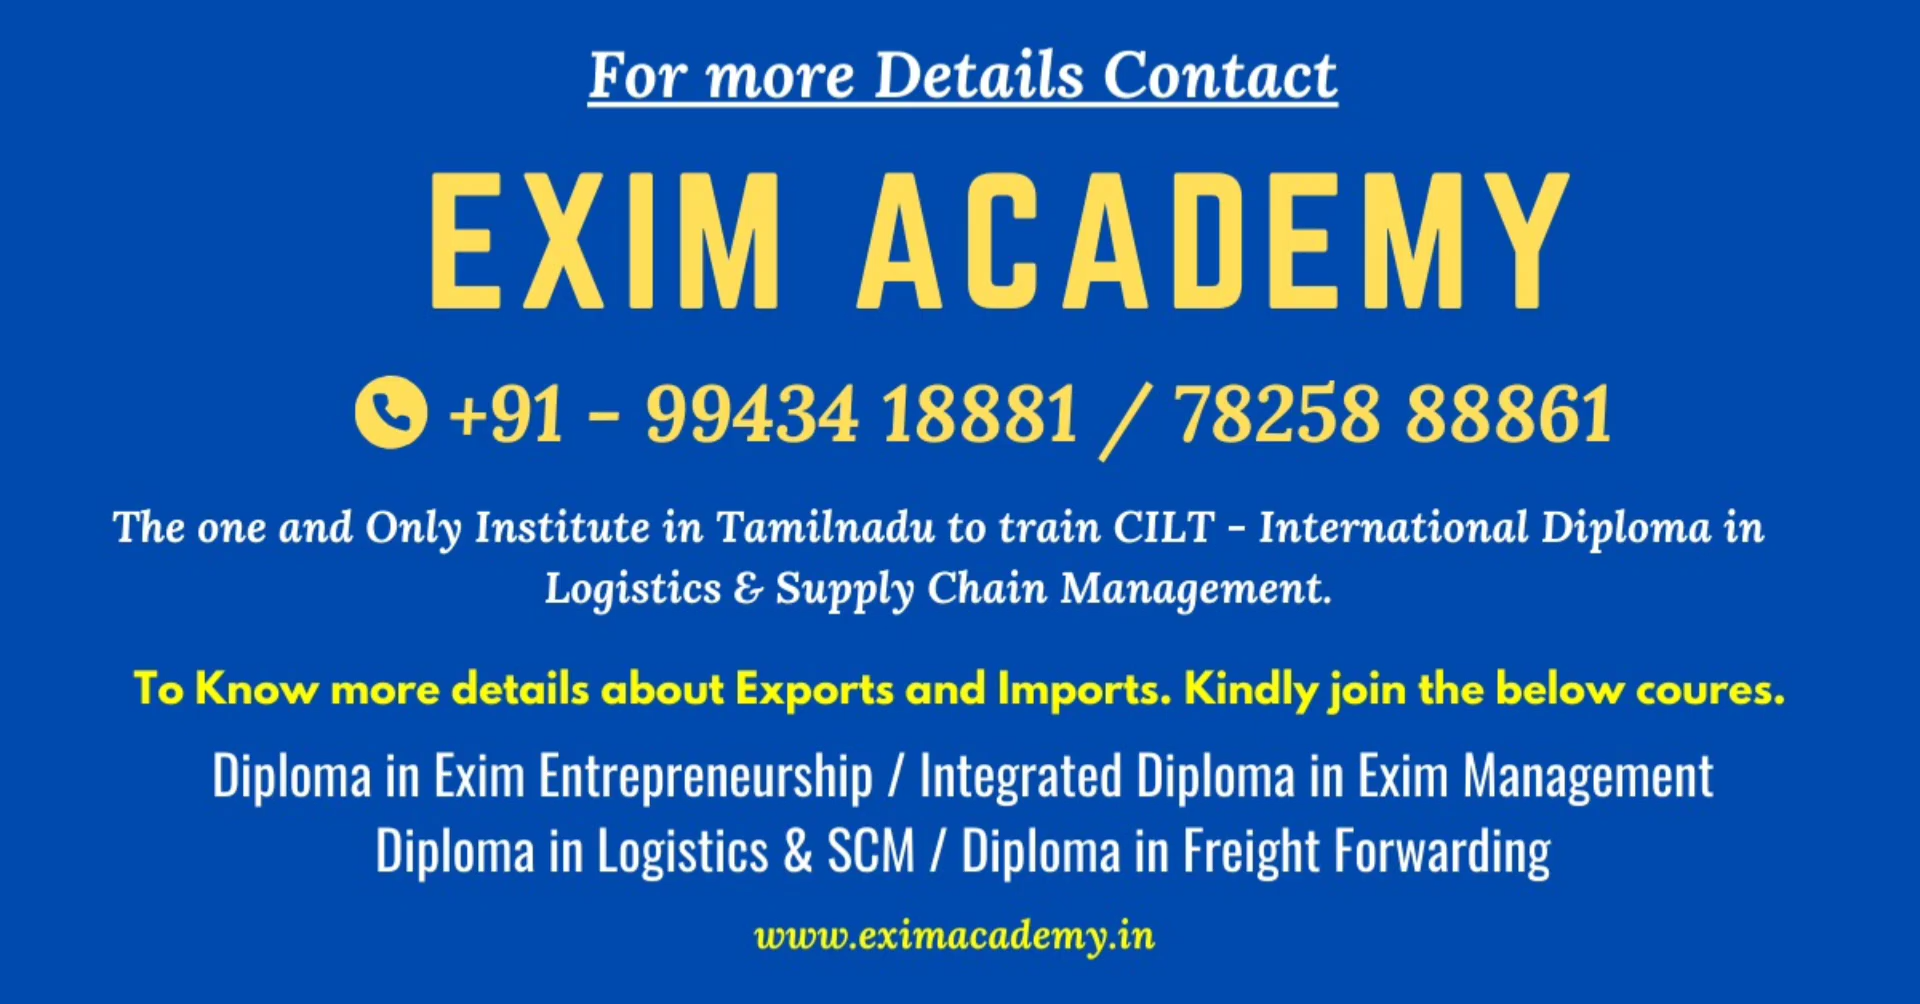 For more Details Contact
EXIM ACADEMY
+91 - 99434 18881 / 78258 88861
The one and Only Institute in Tamilnadu to train CILT - International Diploma in
Logistics & Supply Chain Management.
To Know more details about Exports and Imports. Kindly join the below coures.
Diploma in Exim Entrepreneurship / Integrated Diploma in Exim Management
Diploma in Logistics & SCM / Diploma in Freight Forwarding
www.eximacademy.in